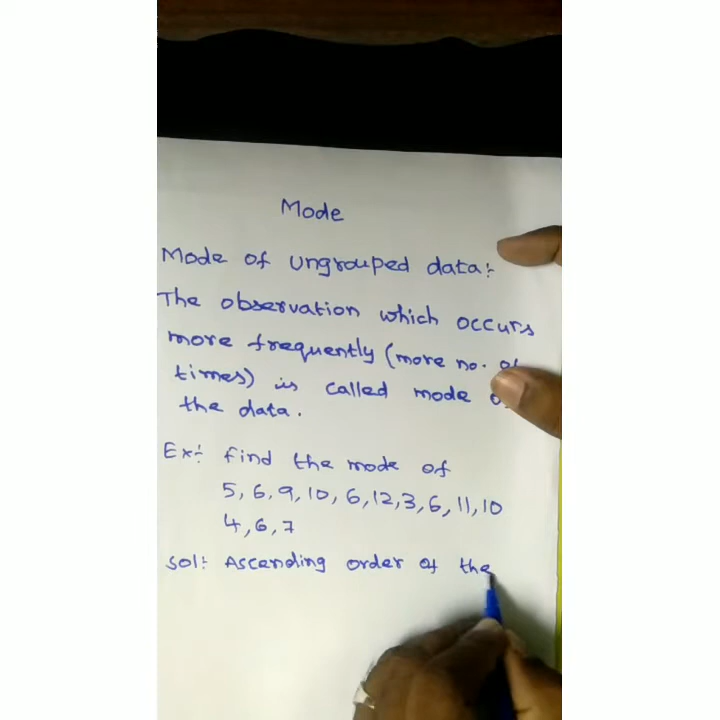 Mode
Mode of ungrouped data:-
The observation which occurs
more frequently (more no. of
times) is called mode
the data.
Ex:- find the mode of
5, 6, 9, 10, 6, 12, 3, 6, 11, 10
4, 6, 7
Sol:- Ascending order of the